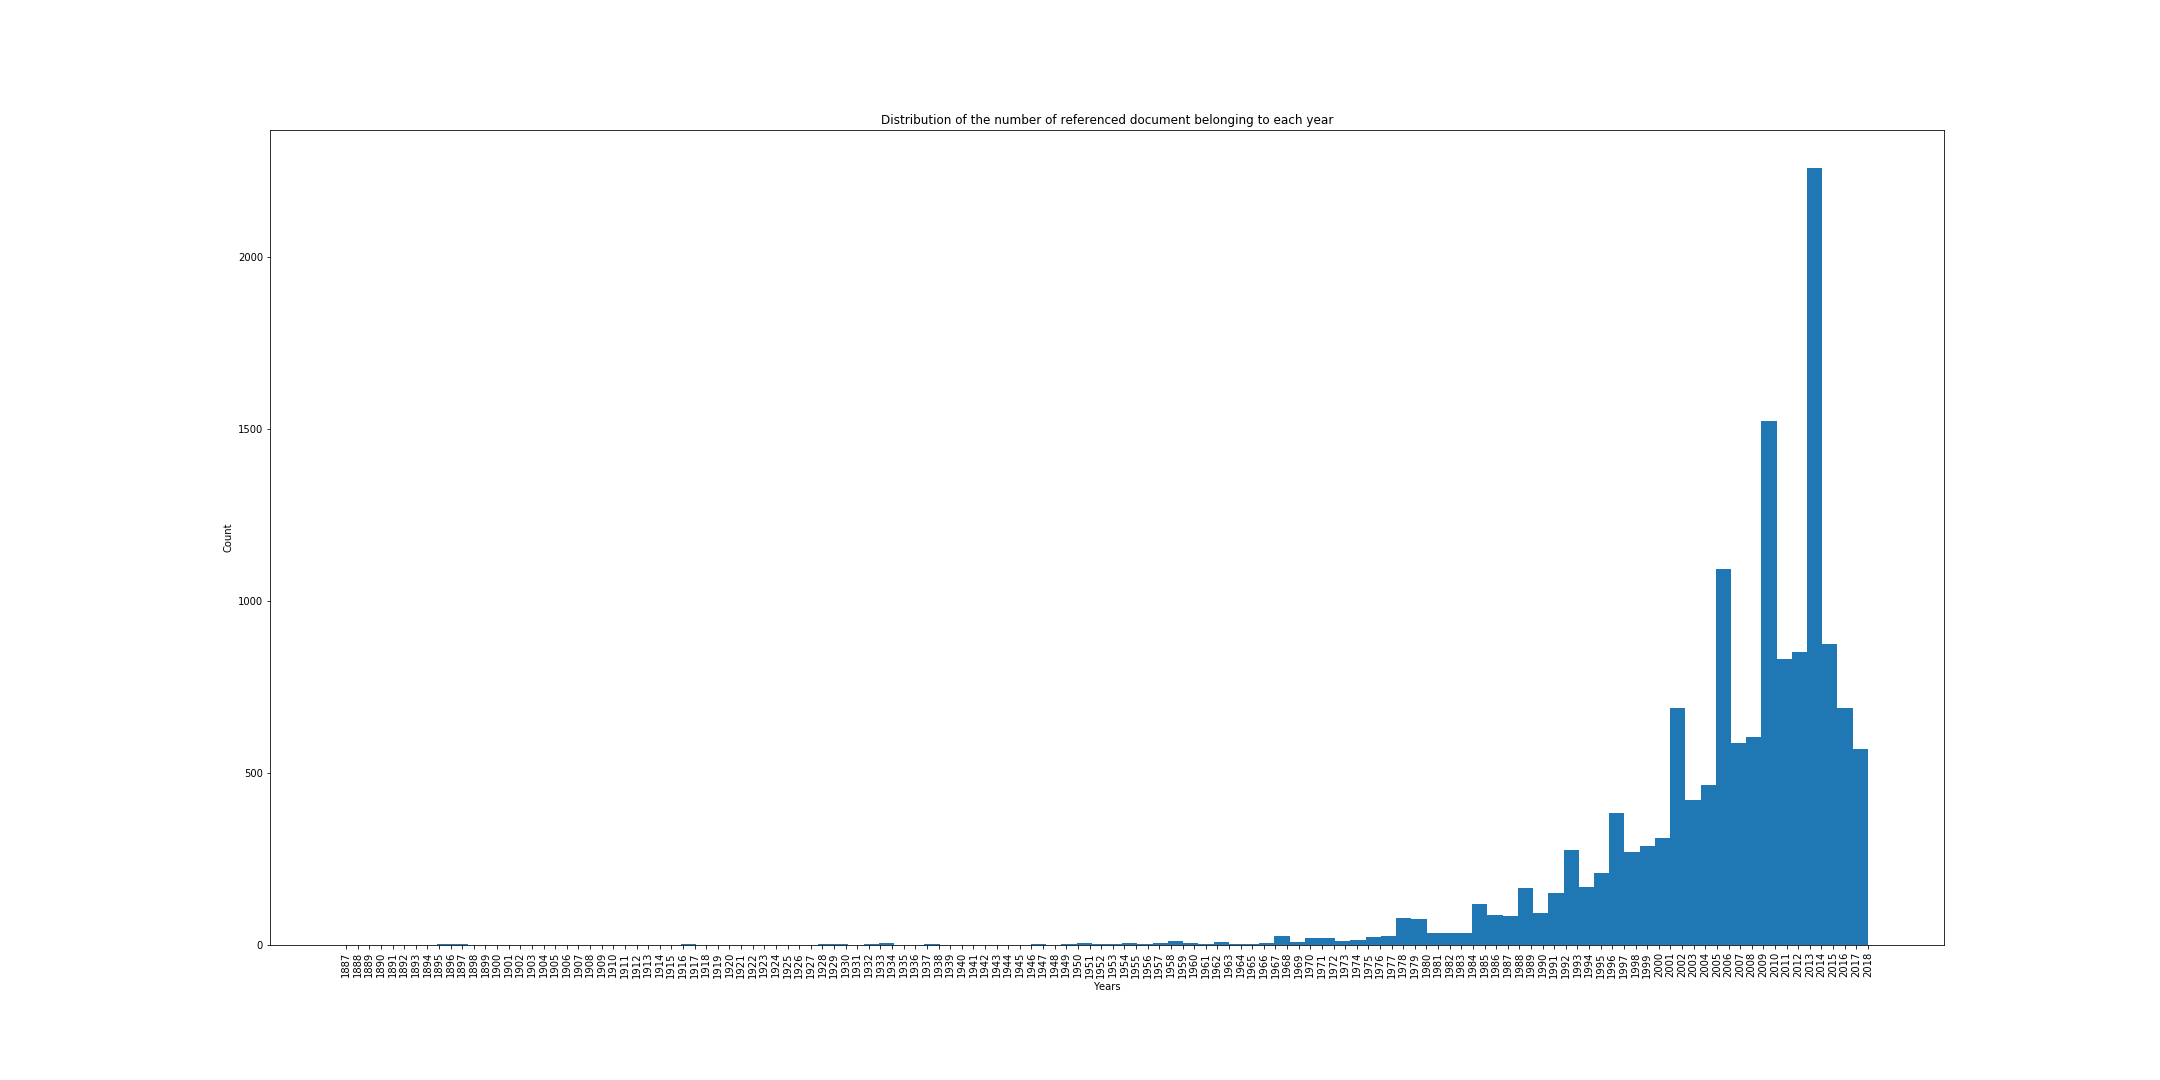 Distribution of the number of referenced document belonging to each year
2000
1500
1000
500
0
Count
1887 1888 1889 1890 1891 1892 1893 1894 1895 1896 1897 1898 1899 1900 1901 1902 1903 1904 1905 1906 1907 1908 1909 1910 1911 1912 1913 1914 1915 1916 1917 1918 1919 1920 1921 1922 1923 1924 1925 1926 1927 1928 1929 1930 1931 1932 1933 1934 1935 1936 1937 1938 1939 1940 1941 1942 1943 1944 1945 1946 1947 1948 1949 1950 1951 1952 1953 1954 1955 1956 1957 1958 1959 1960 1961 1962 1963 1964 1965 1966 1967 1968 1969 1970 1971 1972 1973 1974 1975 1976 1977 1978 1979 1980 1981 1982 1983 1984 1985 1986 1987 1988 1989 1990 1991 1992 1993 1994 1995 1996 1997 1998 1999 2000 2001 2002 2003 2004 2005 2006 2007 2008 2009 2010 2011 2012 2013 2014 2015 2016 2017 2018
Years